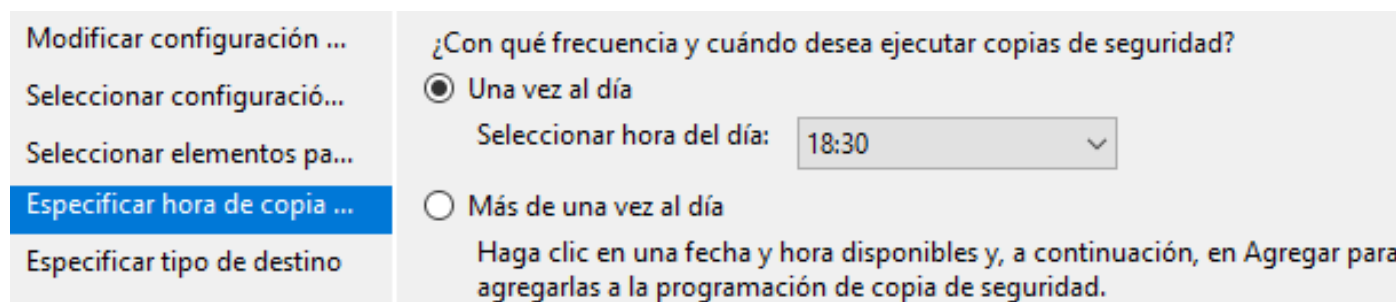 Modificar configuración ...
Seleccionar configuració...
Seleccionar elementos pa...
Especificar hora de copia ...
Especificar tipo de destino
¿Con qué frecuencia y cuándo desea ejecutar copias de seguridad?
Una vez al día
Seleccionar hora del día: 18:30
Más de una vez al día
Haga clic en una fecha y hora disponibles y, a continuación, en Agregar para
agregarlas a la programación de copia de seguridad.